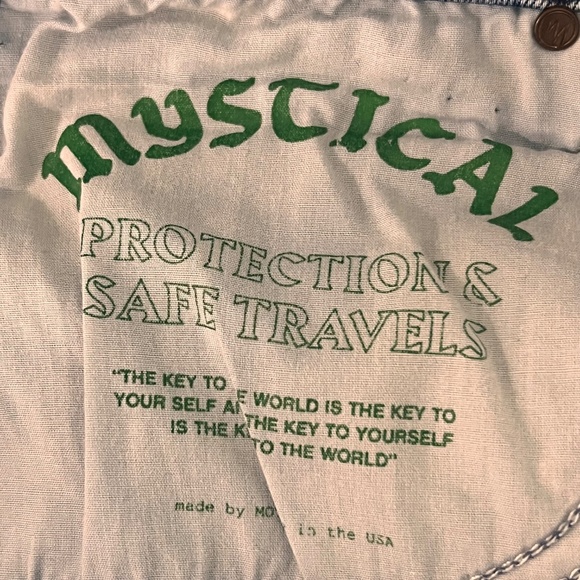 MYSTICAL
PROTECTION &
SAFE TRAVELS
"THE KEY TO E WORLD IS THE KEY TO
YOUR SELF A THE KEY TO YOURSELF
IS THE K TO THE WORLD"
made by MO in the USA